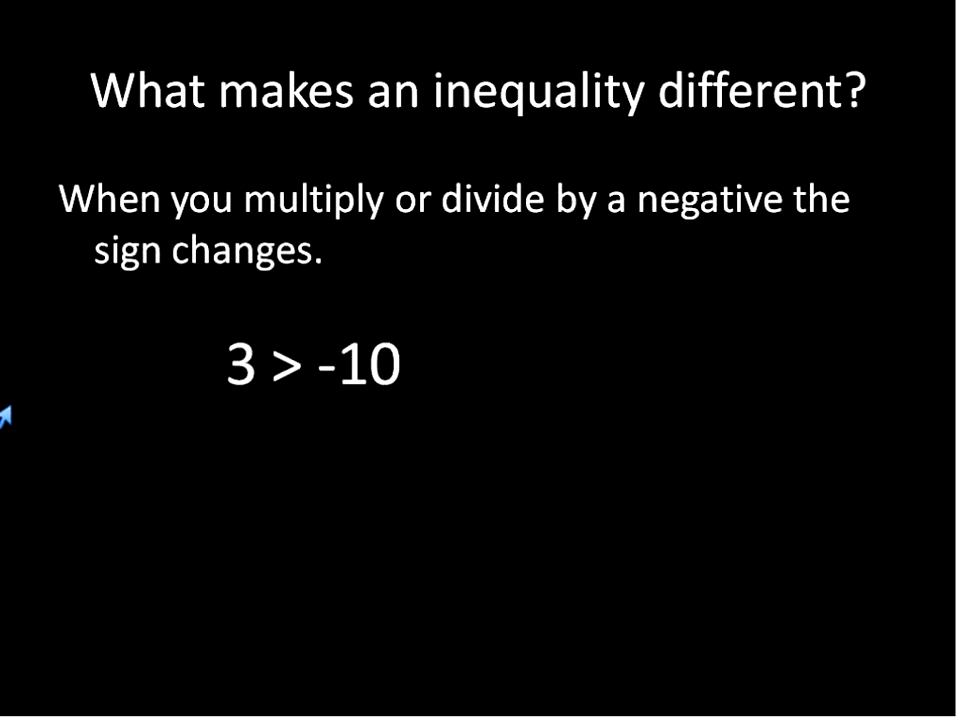 What makes an inequality different?
When you multiply or divide by a negative the
sign changes.
3 > -10